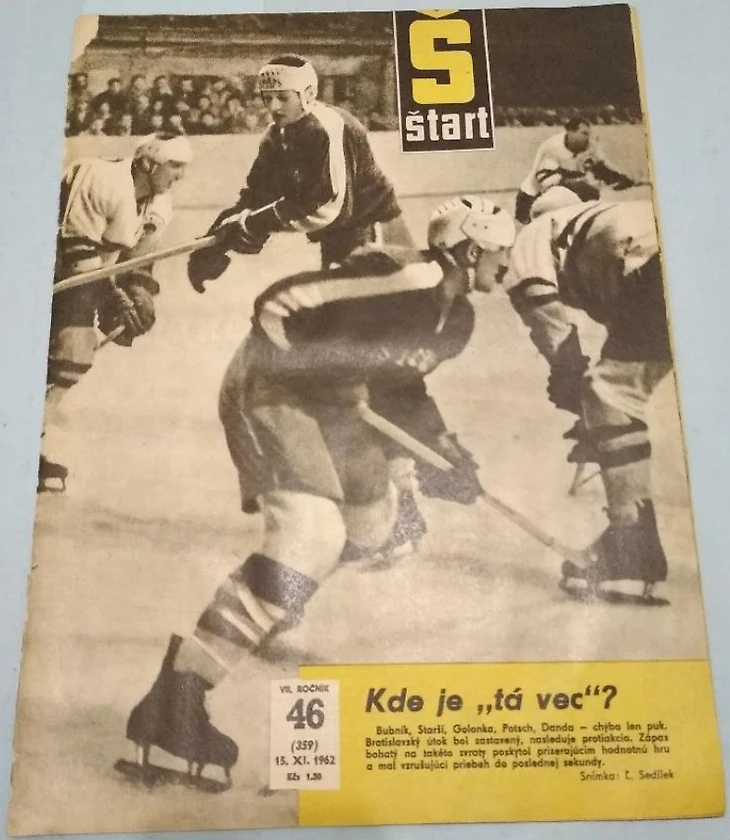 Š
štart
VII. ROČNÍK
46
(359)
15. XI. 1962
Kčs 1.50
Kde je „tá vec“?
Bubník, Starší, Golonka, Potsch, Danda — chýba len puk.
Bratislavský útok bol zastavený, nasleduje protiakcia. Zápas
bohatý na takéto zvraty poskytol prizerajúcim hodnotnú hru
a mal vzrušujúci priebeh do poslednej sekundy.
Snímka: Ľ. Sedílek